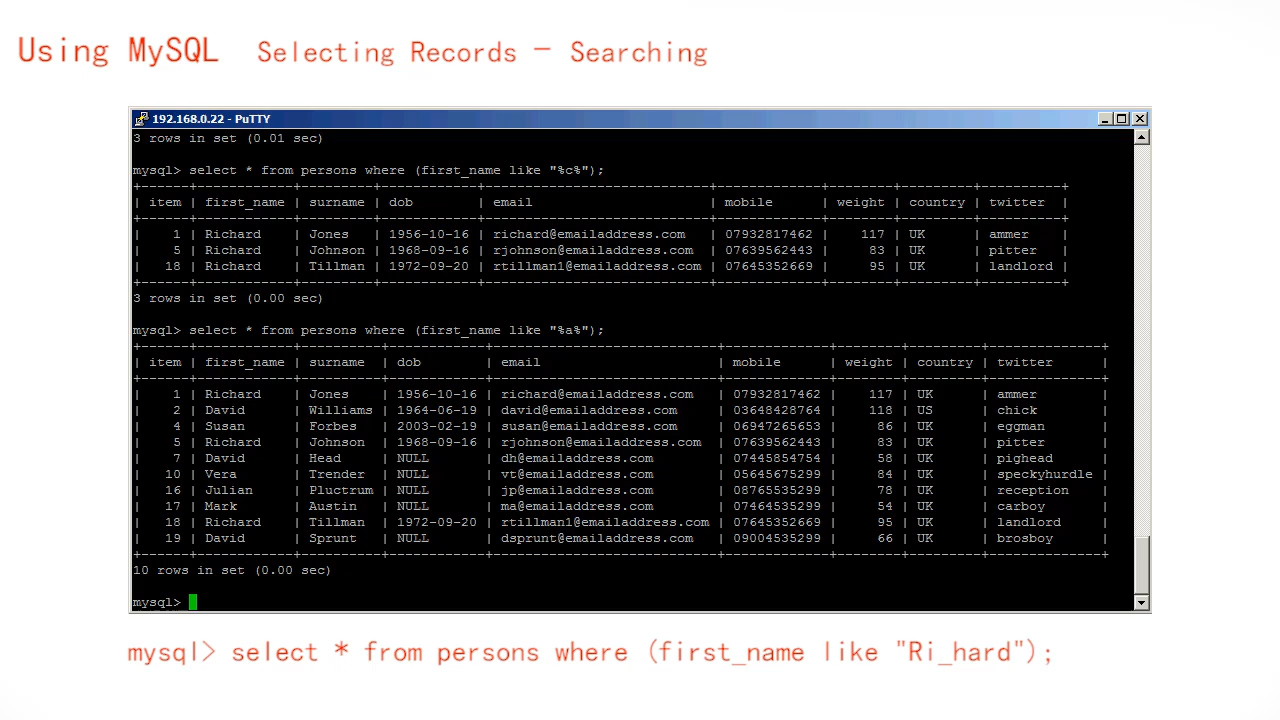 Using MySQL Selecting Records - Searching
192.168.0.22 - PuTTY
3 rows in set (0.01 sec)
mysql> select * from persons where (first_name like "%c%");
| item | first_name | surname | dob | email | mobile | weight | country | twitter |
| 1 | Richard | Jones | 1956-10-16 | richard@emailaddress.com | 07932817462 | 117 | UK | ammer |
| 5 | Richard | Johnson | 1968-09-16 | rjohnson@emailaddress.com | 07639562443 | 83 | UK | pitter |
| 18 | Richard | Tillman | 1972-09-20 | rtillman1@emailaddress.com | 07645352669 | 95 | UK | landlord |
3 rows in set (0.00 sec)
mysql> select * from persons where (first_name like "%a%");
| item | first_name | surname | dob | email | mobile | weight | country | twitter |
| 1 | Richard | Jones | 1956-10-16 | richard@emailaddress.com | 07932817462 | 117 | UK | ammer |
| 2 | David | Williams | 1964-06-19 | david@emailaddress.com | 03648428764 | 118 | US | chick |
| 4 | Susan | Forbes | 2003-02-19 | susan@emailaddress.com | 06947265653 | 86 | UK | eggman |
| 5 | Richard | Johnson | 1968-09-16 | rjohnson@emailaddress.com | 07639562443 | 83 | UK | pitter |
| 7 | David | Head | NULL | dh@emailaddress.com | 07445854754 | 58 | UK | pighead |
| 10 | Vera | Trender | NULL | vt@emailaddress.com | 05645675299 | 84 | UK | speckyhurdle |
| 16 | Julian | Pluctrum | NULL | jp@emailaddress.com | 08765535299 | 78 | UK | reception |
| 17 | Mark | Austin | NULL | ma@emailaddress.com | 07464535299 | 54 | UK | carboy |
| 18 | Richard | Tillman | 1972-09-20 | rtillman1@emailaddress.com | 07645352669 | 95 | UK | landlord |
| 19 | David | Sprunt | NULL | dsprunt@emailaddress.com | 09004535299 | 66 | UK | brosboy |
10 rows in set (0.00 sec)
mysql>
mysql> select * from persons where (first_name like "Ri_hard");